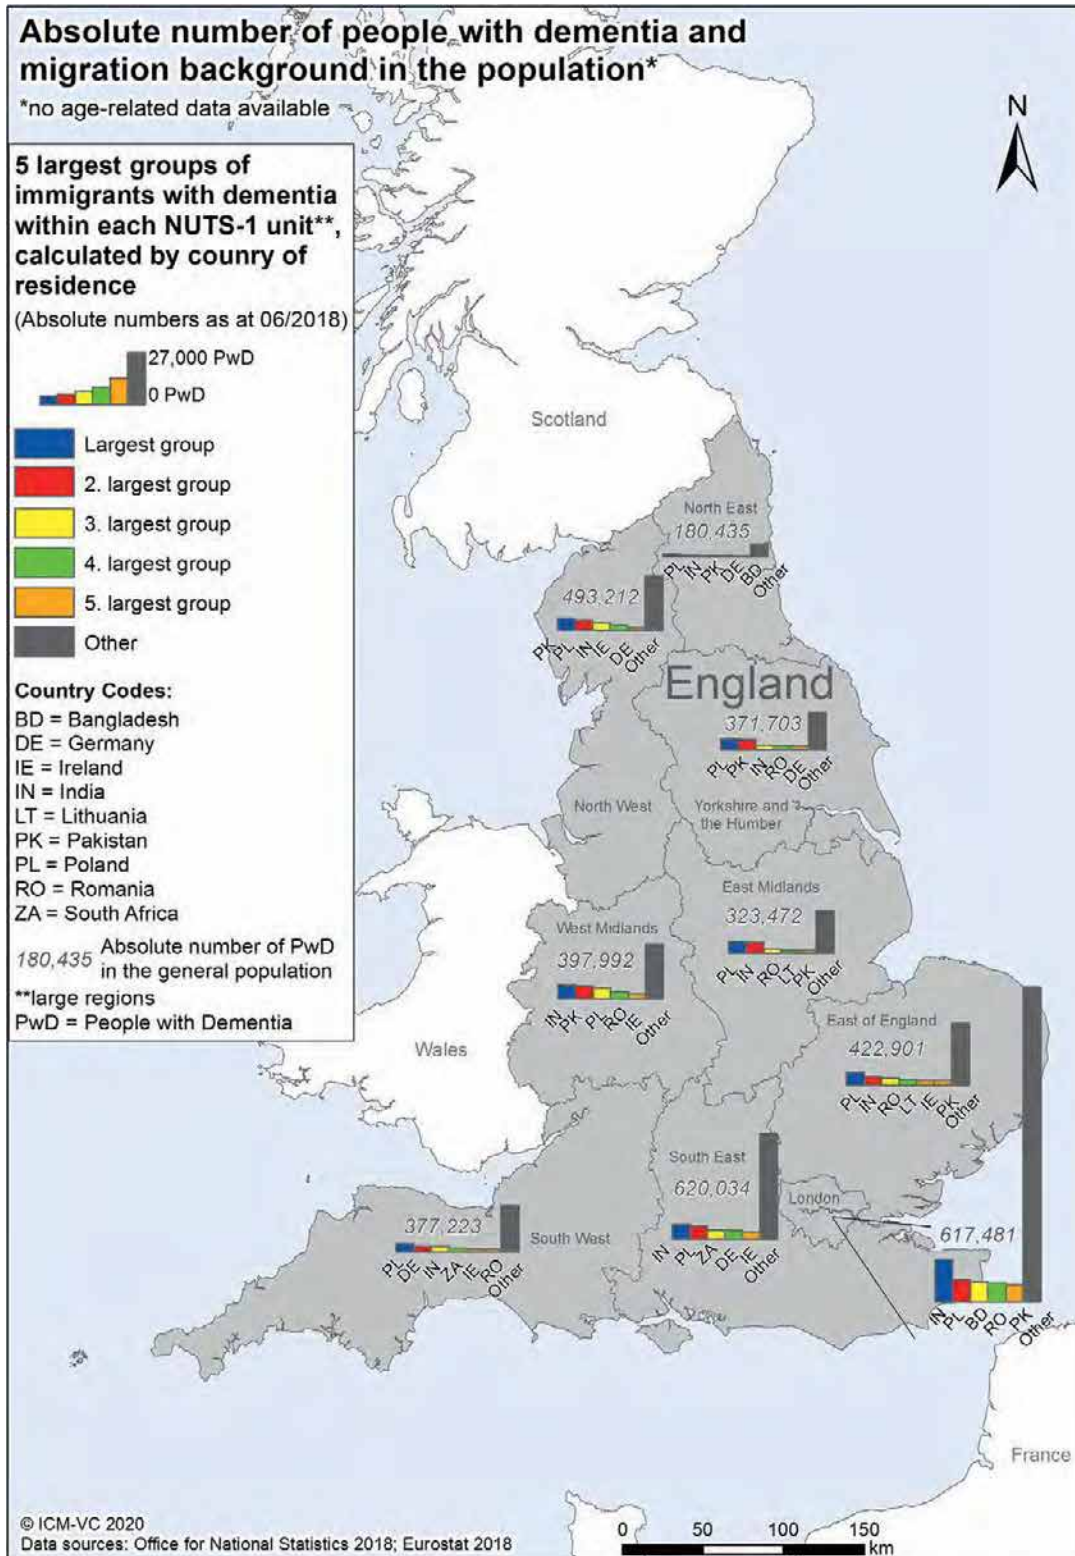 Absolute number of people with dementia and
migration background in the population*
*no age-related data available
N
5 largest groups of
immigrants with dementia
within each NUTS-1 unit**,
calculated by counry of
residence
(Absolute numbers as at 06/2018)
27,000 PwD
0 PwD
Largest group
2. largest group
3. largest group
4. largest group
5. largest group
Other
Country Codes:
BD = Bangladesh
DE = Germany
IE = Ireland
IN = India
LT = Lithuania
PK = Pakistan
PL = Poland
RO = Romania
ZA = South Africa
180,435 Absolute number of PwD
in the general population
**large regions
PwD = People with Dementia
Scotland
North East
180,435
PL IN PK DE BD Other
493,212
PK PL IN IE DE Other
England
371,703
PL PK IN RO DE Other
North West
Yorkshire and
the Humber
East Midlands
323,472
PL IN RO LT PK Other
West Midlands
397,992
IN PK PL RO IE Other
Wales
East of England
422,901
PL IN RO LT IE PK Other
South East
620,034
IN PL ZA DE IE Other
London
617,481
IN PL BD RO PK Other
377,223
PL DE IN ZA IE RO Other
South West
France
© ICM-VC 2020
Data sources: Office for National Statistics 2018; Eurostat 2018
0 50 100 150
km